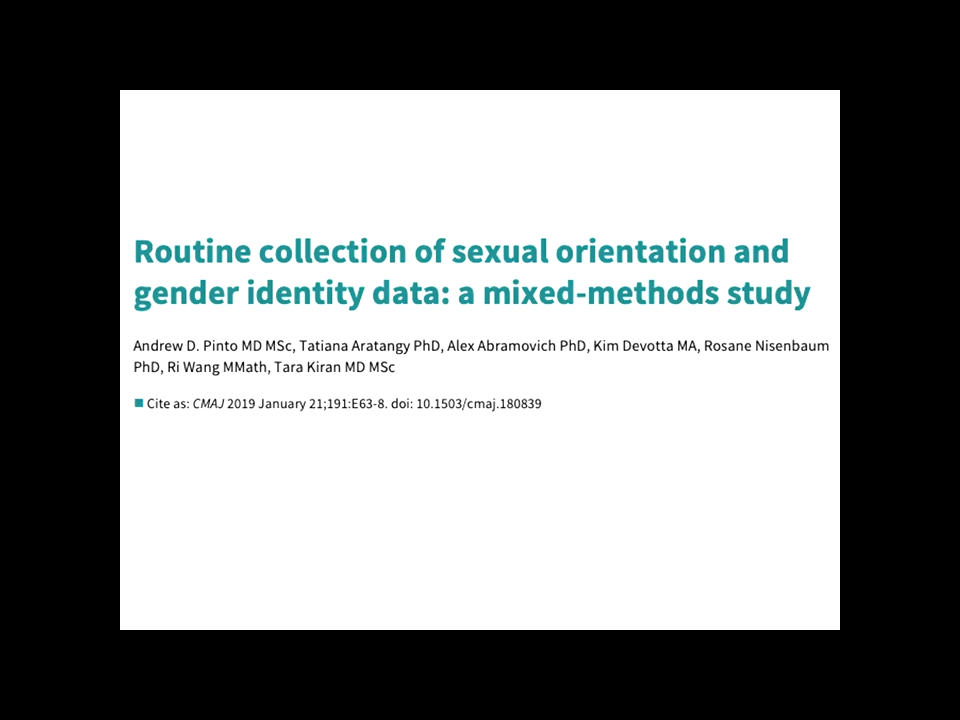 Routine collection of sexual orientation and
gender identity data: a mixed-methods study
Andrew D. Pinto MD MSc, Tatiana Aratangy PhD, Alex Abramovich PhD, Kim Devotta MA, Rosane Nisenbaum
PhD, Ri Wang MMath, Tara Kiran MD MSc
■ Cite as: CMAJ 2019 January 21;191:E63-8. doi: 10.1503/cmaj.180839